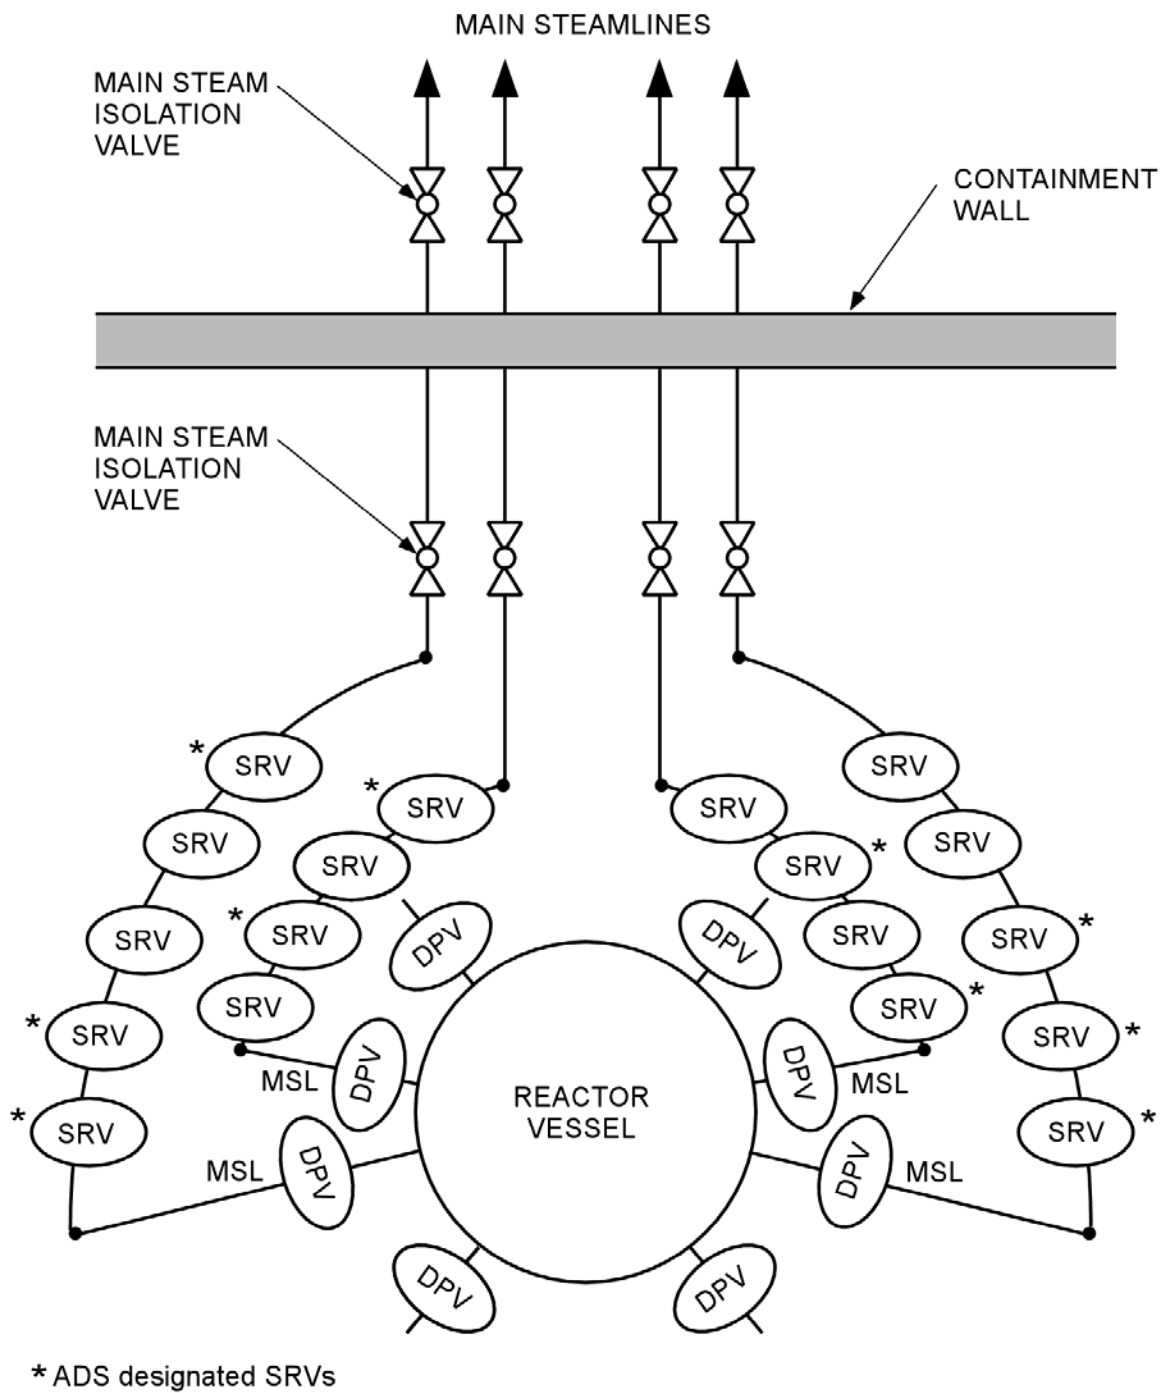 MAIN STEAMLINES
MAIN STEAM
ISOLATION
VALVE
CONTAINMENT
WALL
MAIN STEAM
ISOLATION
VALVE
* SRV
SRV
* SRV
SRV
SRV
SRV
SRV
SRV *
SRV
SRV
* SRV
DPV
DPV
SRV
SRV *
SRV
SRV
SRV *
* SRV
SRV *
MSL
DPV
DPV
MSL
REACTOR
VESSEL
* SRV
SRV *
MSL
DPV
DPV
MSL
DPV
DPV
* ADS designated SRVs